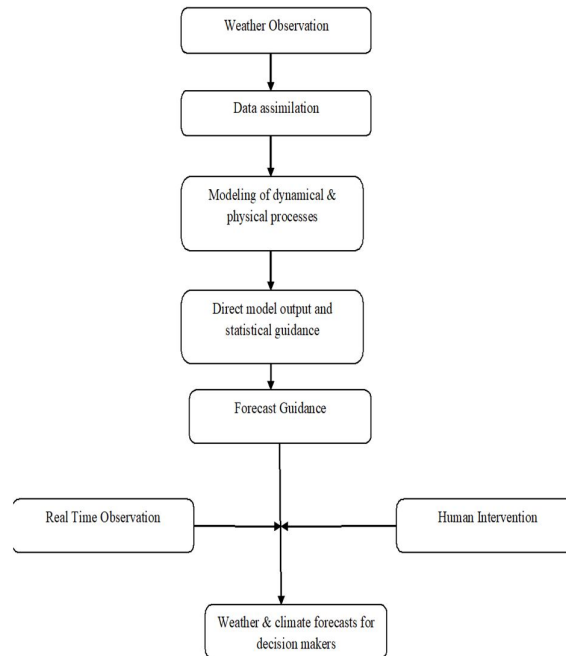 Weather Observation
Data assimilation
Modeling of dynamical &
physical processes
Direct model output and
statistical guidance
Forecast Guidance
Real Time Observation
Human Intervention
Weather & climate forecasts for
decision makers